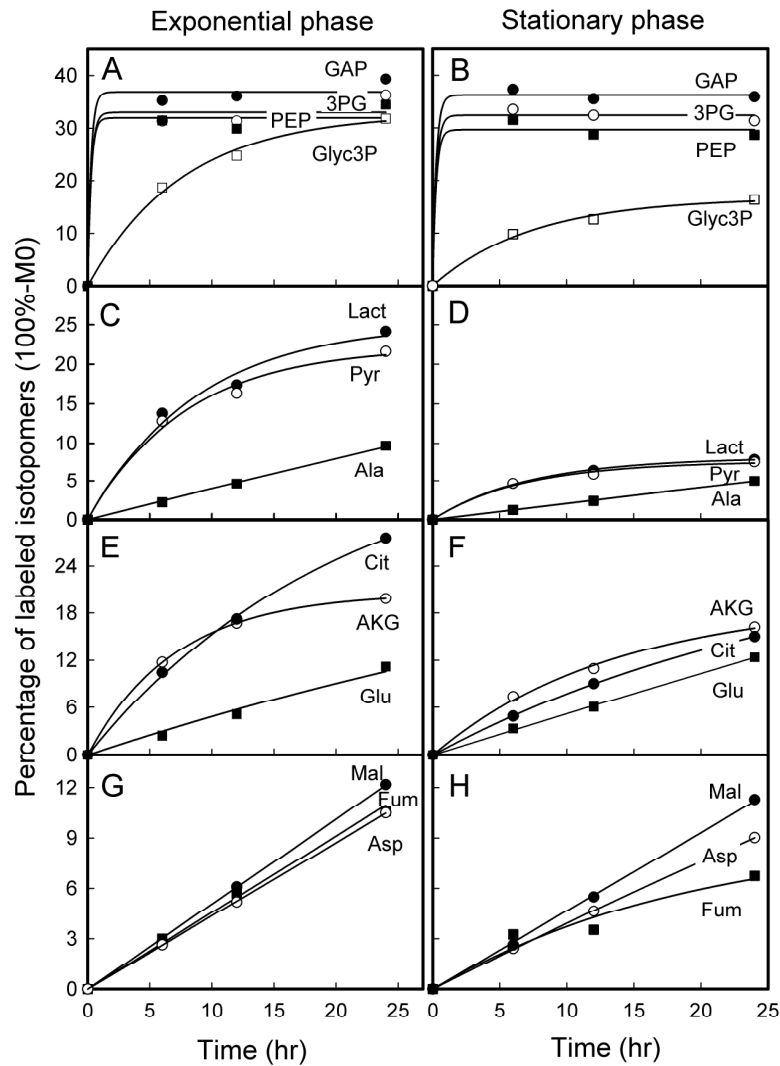 Exponential phase
Stationary phase
Percentage of labeled isotopomers (100%-M0)
A
GAP
3PG
PEP
Glyc3P
40
30
20
10
0
B
GAP
3PG
PEP
Glyc3P
C
Lact
Pyr
Ala
25
20
15
10
5
0
D
Lact
Pyr
Ala
E
Cit
AKG
Glu
24
18
12
6
0
F
AKG
Cit
Glu
G
Mal
Fum
Asp
12
9
6
3
0
H
Mal
Asp
Fum
0 5 10 15 20
0 5 10 15 20 25
Time (hr)
Time (hr)